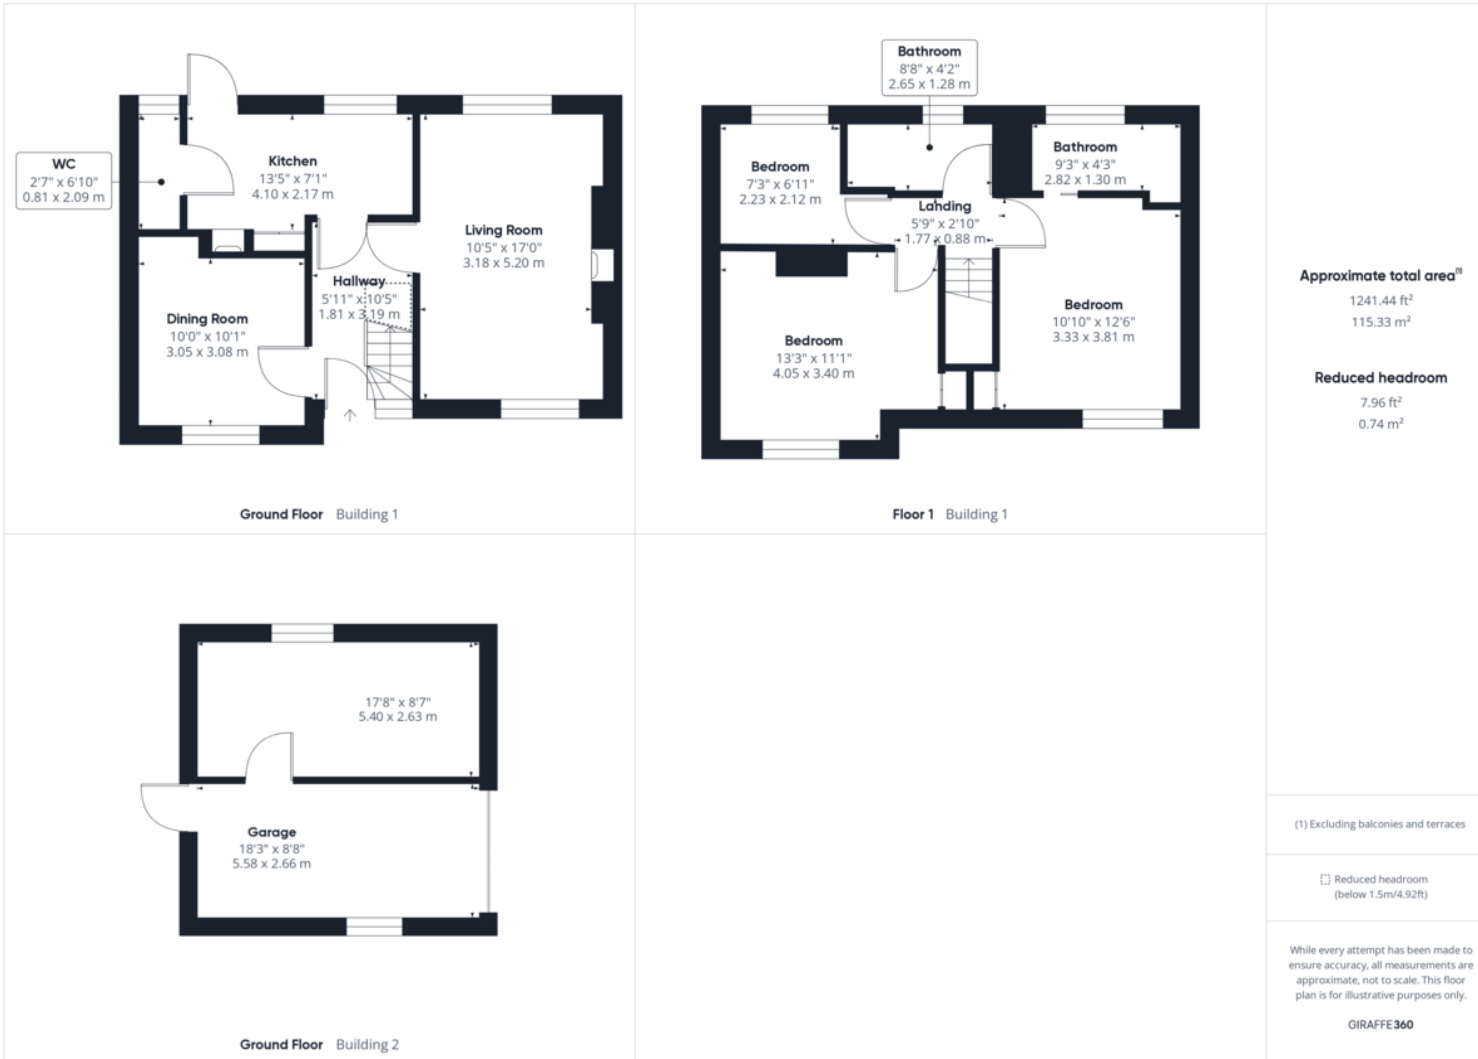 WC
2'7" x 6'10"
0.81 x 2.09 m
Kitchen
13'5" x 7'1"
4.10 x 2.17 m
Living Room
10'5" x 17'0"
3.18 x 5.20 m
Hallway
5'11" x 10'5"
1.81 x 3.19 m
Dining Room
10'0" x 10'1"
3.05 x 3.08 m
Ground Floor Building 1
Bathroom
8'8" x 4'2"
2.65 x 1.28 m
Bedroom
7'3" x 6'11"
2.23 x 2.12 m
Bathroom
9'3" x 4'3"
2.82 x 1.30 m
Landing
5'9" x 2'10"
1.77 x 0.88 m
Bedroom
10'10" x 12'6"
3.33 x 3.81 m
Bedroom
13'3" x 11'1"
4.05 x 3.40 m
Floor 1 Building 1
17'8" x 8'7"
5.40 x 2.63 m
Garage
18'3" x 8'8"
5.58 x 2.66 m
Ground Floor Building 2
Approximate total area⁽¹⁾
1241.44 ft²
115.33 m²
Reduced headroom
7.96 ft²
0.74 m²
(1) Excluding balconies and terraces
Reduced headroom
(below 1.5m/4.92ft)
While every attempt has been made to
ensure accuracy, all measurements are
approximate, not to scale. This floor
plan is for illustrative purposes only.
GIRAFFE360